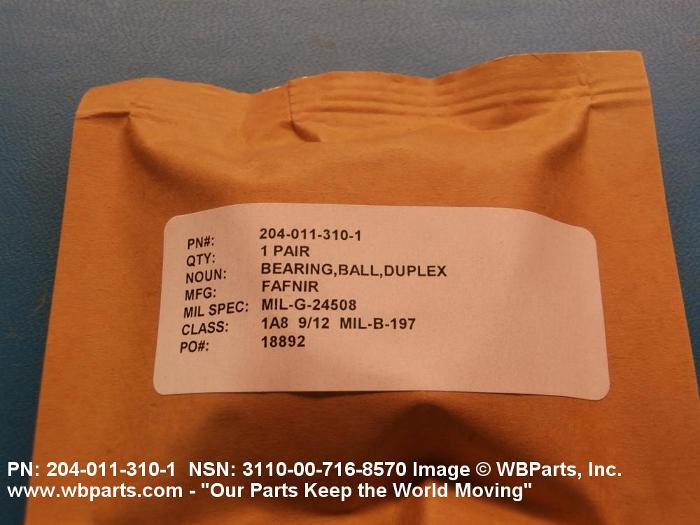 PN#: 204-011-310-1
QTY: 1 PAIR
NOUN: BEARING,BALL,DUPLEX
MFG: FAFNIR
MIL SPEC: MIL-G-24508
CLASS: 1A8 9/12 MIL-B-197
PO#: 18892
PN: 204-011-310-1 NSN: 3110-00-716-8570 Image © WBParts, Inc.
www.wbparts.com - "Our Parts Keep the World Moving"